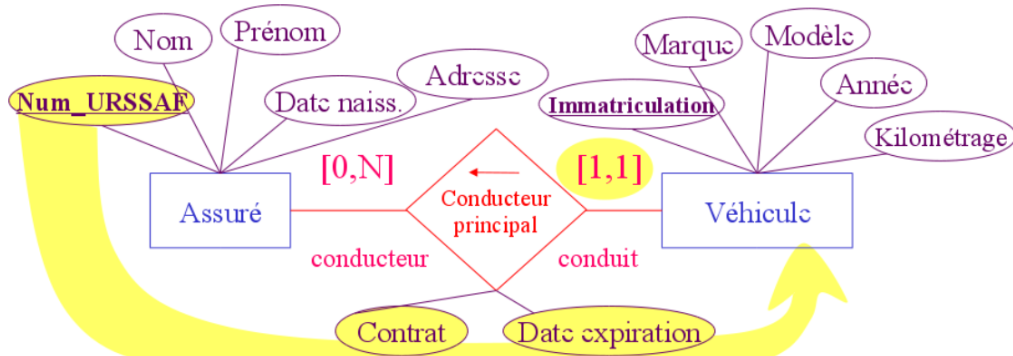 Nom
Prénom
Marque
Modèle
Num_URSSAF
Date naiss.
Adresse
Immatriculation
Année
Kilométrage
[0,N]
[1,1]
Assuré
Conducteur
principal
Véhicule
conducteur
conduit
Contrat
Date expiration